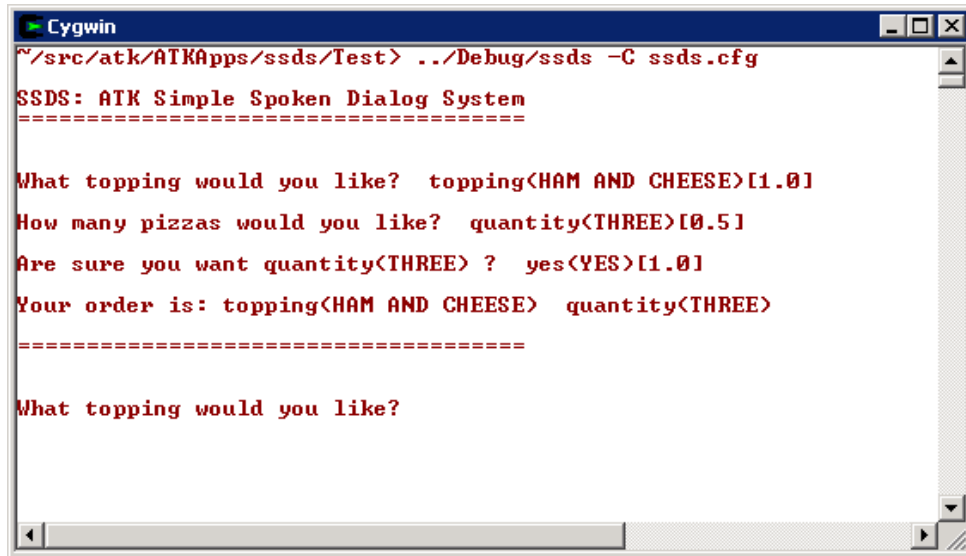 Cygwin
~/src/atk/ATKApps/ssds/Test> ../Debug/ssds -C ssds.cfg
SSDS: ATK Simple Spoken Dialog System
=====================================
What topping would you like?  topping(HAM AND CHEESE)[1.0]
How many pizzas would you like?  quantity(THREE)[0.5]
Are sure you want quantity(THREE) ?  yes(YES)[1.0]
Your order is: topping(HAM AND CHEESE)  quantity(THREE)
=====================================
What topping would you like?